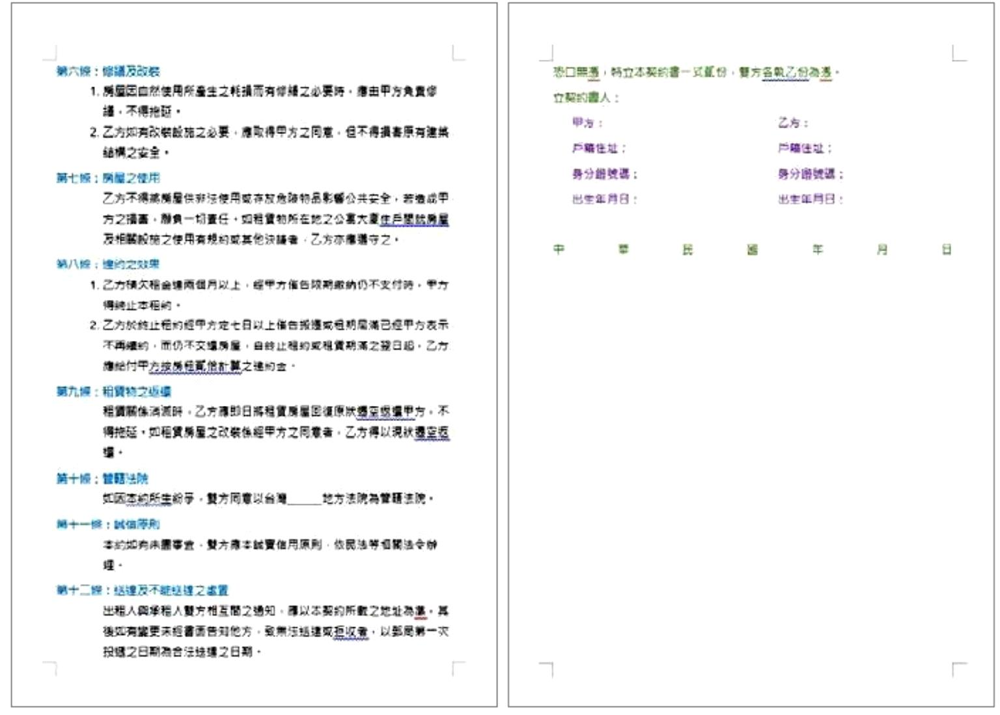 第六條：修繕及改裝
1. 房屋因自然使用所產生之耗損而有修繕之必要時，應由甲方負責修
繕，不得拖延。
2. 乙方如有改裝設施之必要，應取得甲方之同意，但不得損害原有建築
結構之安全。
第七條：房屋之使用
乙方不得將房屋供非法使用或存放危險物品影響公共安全，若造成甲
方之損害，願負一切責任。如租賃物所在地之公寓大廈住戶間就房屋
及相關設施之使用有規約或其他決議者，乙方亦應遵守之。
第八條：違約之效果
1. 乙方積欠租金達兩個月以上，經甲方催告限期繳納仍不支付時，甲方
得終止本租約。
2. 乙方於終止租約經甲方定七日以上催告搬遷或租期屆滿已經甲方表示
不再續約，而仍不交還房屋，自終止租約或租賃期滿之翌日起，乙方
應給付甲方按房租貳倍計算之違約金。
第九條：租賃物之返還
租賃關係消滅時，乙方應即日將租賃房屋回復原狀遷空返還甲方，不
得拖延。如租賃房屋之改裝係經甲方之同意者，乙方得以現狀遷空返
還。
第十條：管轄法院
如因本約所生紛爭，雙方同意以台灣______地方法院為管轄法院。
第十一條：誠信原則
本約如有未盡事宜，雙方應本誠實信用原則，依民法等相關法令辦
理。
第十二條：送達及不能送達之處置
出租人與承租人雙方相互間之通知，應以本契約所載之地址為準，其
後如有變更未經書面告知他方，致無法送達或拒收者，以郵局第一次
投遞之日期為合法送達之日期。
恐口無憑，特立本契約書一式貳份，雙方各執乙份為憑。
立契約書人：
甲方： 乙方：
戶籍住址： 戶籍住址：
身分證號碼： 身分證號碼：
出生年月日： 出生年月日：
中 華 民 國 年 月 日